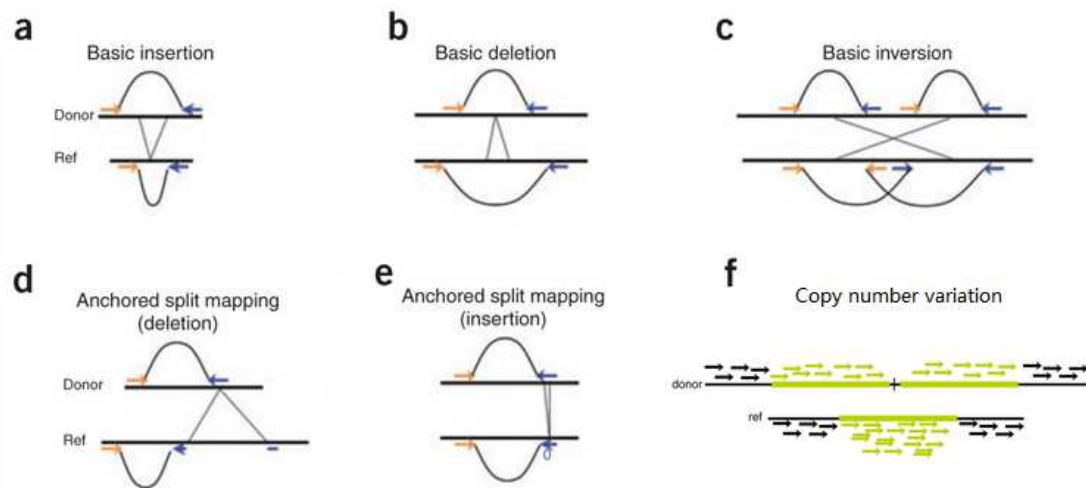 a
Basic insertion
Donor
Ref
b
Basic deletion
c
Basic inversion
d
Anchored split mapping
(deletion)
Donor
Ref
e
Anchored split mapping
(insertion)
f
Copy number variation
donor
+
ref